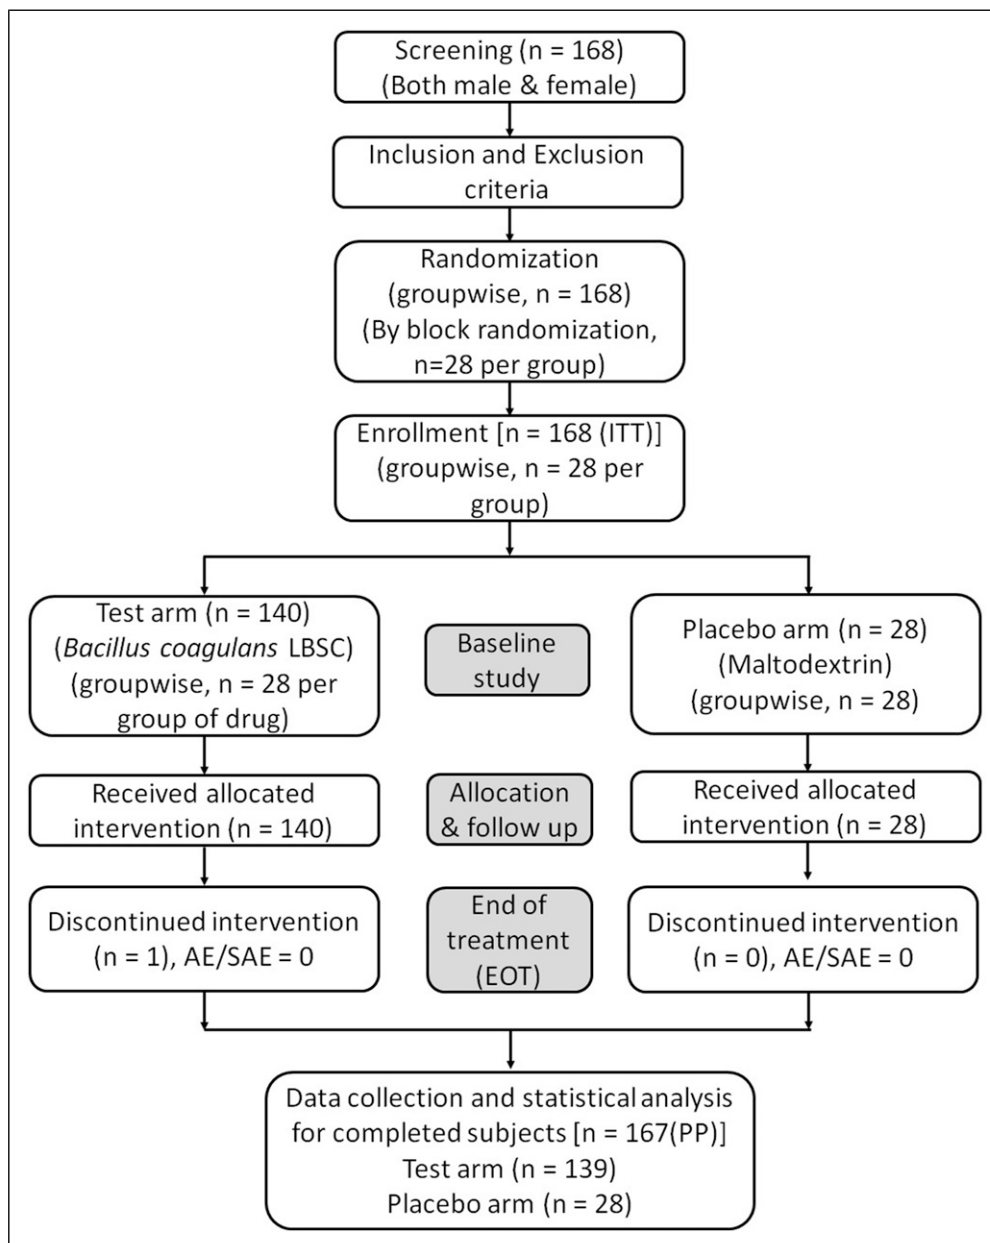 Screening (n = 168)
(Both male & female)
Inclusion and Exclusion
criteria
Randomization
(groupwise, n = 168)
(By block randomization,
n=28 per group)
Enrollment [n = 168 (ITT)]
(groupwise, n = 28 per
group)
Test arm (n = 140)
(Bacillus coagulans LBSC)
(groupwise, n = 28 per
group of drug)
Baseline
study
Placebo arm (n = 28)
(Maltodextrin)
(groupwise, n = 28)
Received allocated
intervention (n = 140)
Allocation
& follow up
Received allocated
intervention (n = 28)
Discontinued intervention
(n = 1), AE/SAE = 0
End of
treatment
(EOT)
Discontinued intervention
(n = 0), AE/SAE = 0
Data collection and statistical analysis
for completed subjects [n = 167(PP)]
Test arm (n = 139)
Placebo arm (n = 28)